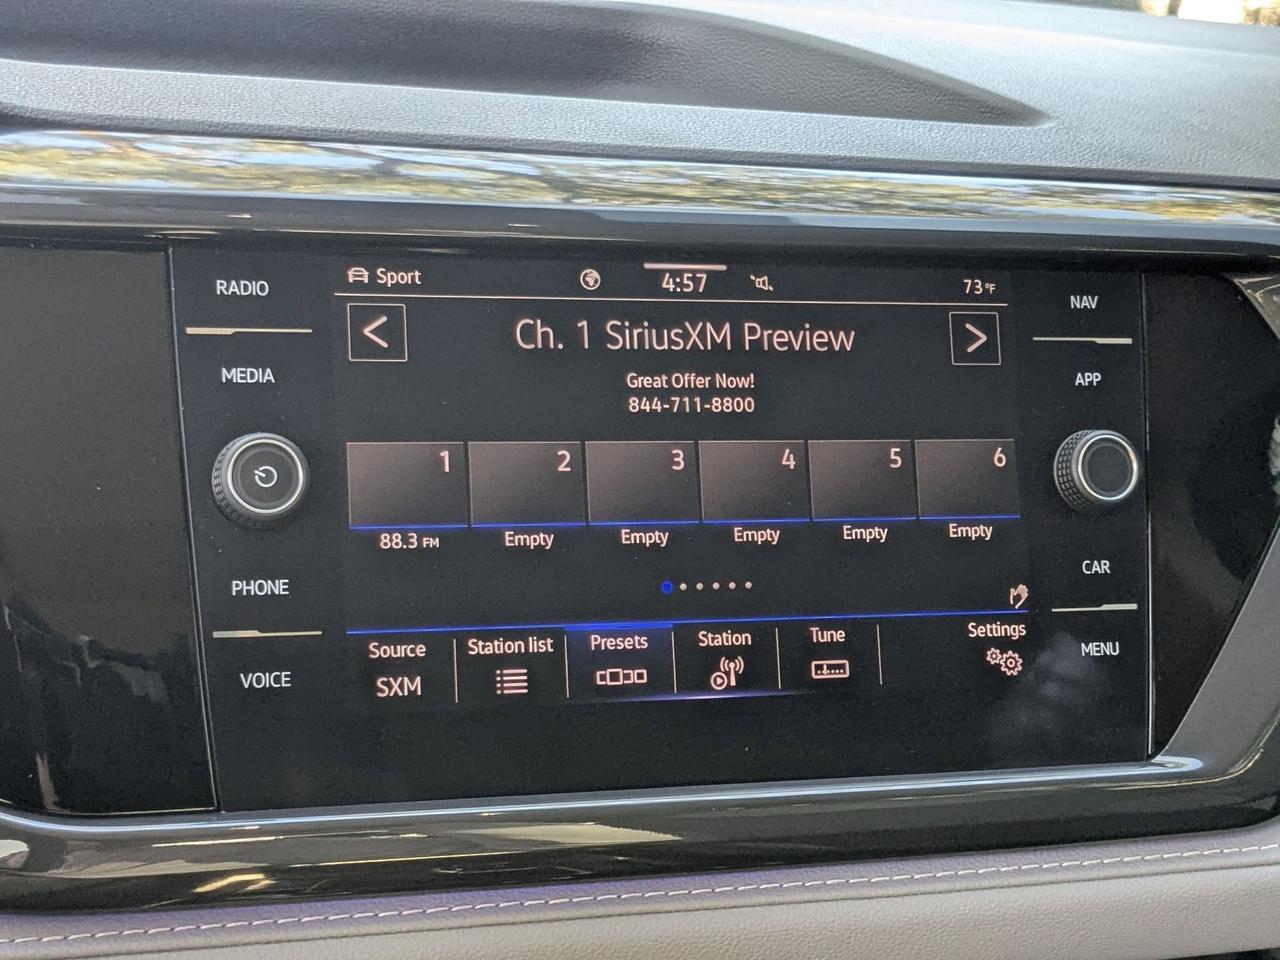 RADIO
MEDIA
PHONE
VOICE
Sport
4:57
73°F
Ch. 1 SiriusXM Preview
Great Offer Now!
844-711-8800
1 2 3 4 5 6
88.3 FM Empty Empty Empty Empty Empty
Source Station list Presets Station Tune Settings
SXM
NAV
APP
CAR
MENU